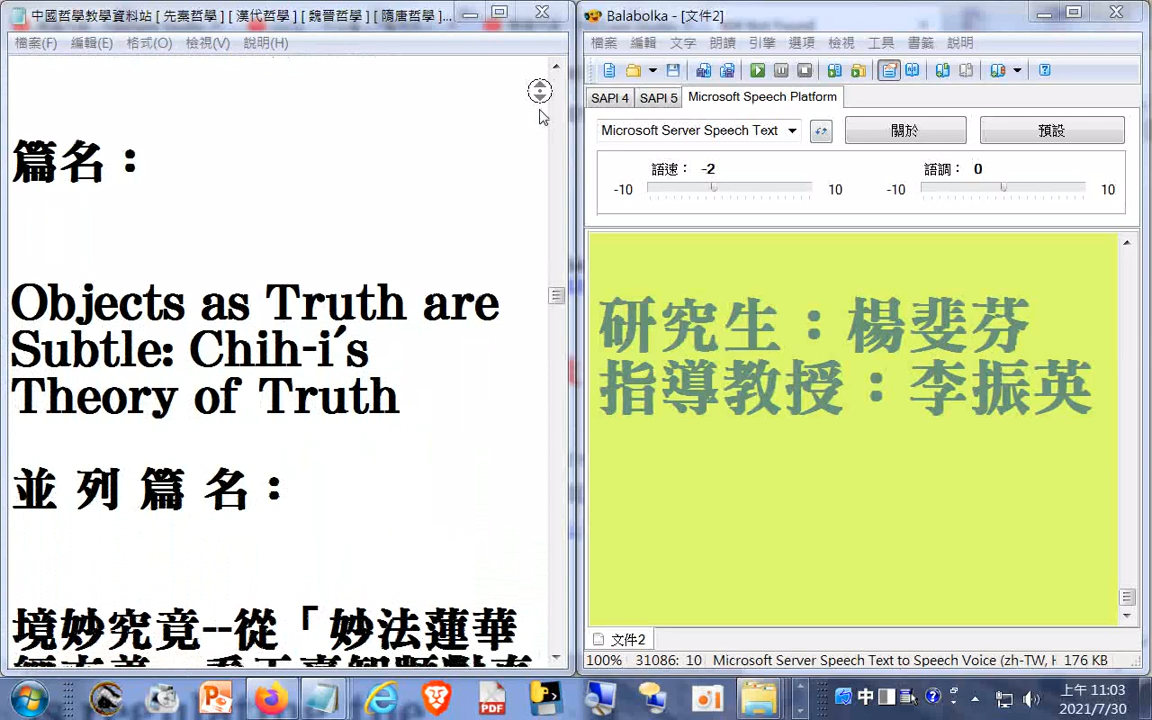 中國哲學教學資料站 [ 先秦哲學 ] [ 漢代哲學 ] [ 魏晉哲學 ] [ 隋唐哲學 ]...
檔案(F) 編輯(E) 格式(O) 檢視(V) 說明(H)
篇名：
Objects as Truth are
Subtle: Chih-i's
Theory of Truth
並 列 篇 名：
境妙究竟--從「妙法蓮華
Balabolka - [文件2]
檔案 編輯 文字 朗讀 引擎 選項 檢視 工具 書籤 說明
SAPI 4 SAPI 5 Microsoft Speech Platform
Microsoft Server Speech Text 關於 預設
語速： -2 語調： 0
-10 10 -10 10
研究生：楊斐芬
指導教授：李振英
文件2
100% 31086: 10 Microsoft Server Speech Text to Speech Voice (zh-TW, H 176 KB
PDF 中 上午 11:03
2021/7/30